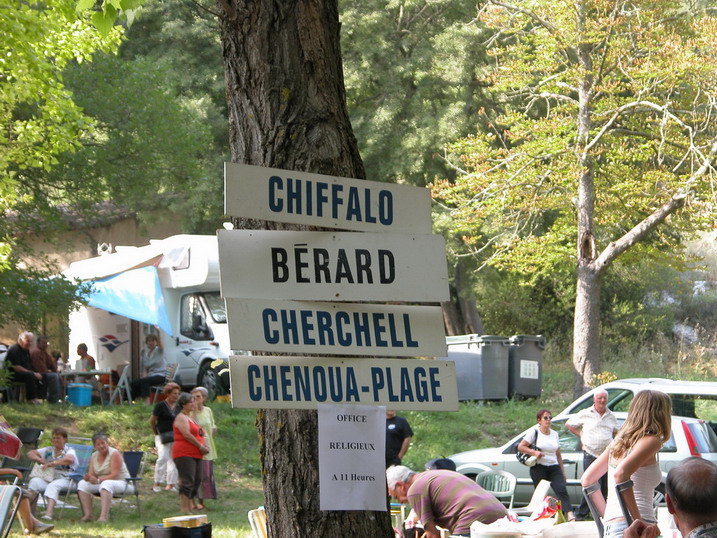 CHIFFALO
BÉRARD
CHERCHELL
CHENOUA-PLAGE
OFFICE
RELIGIEUX
A 11 Heures